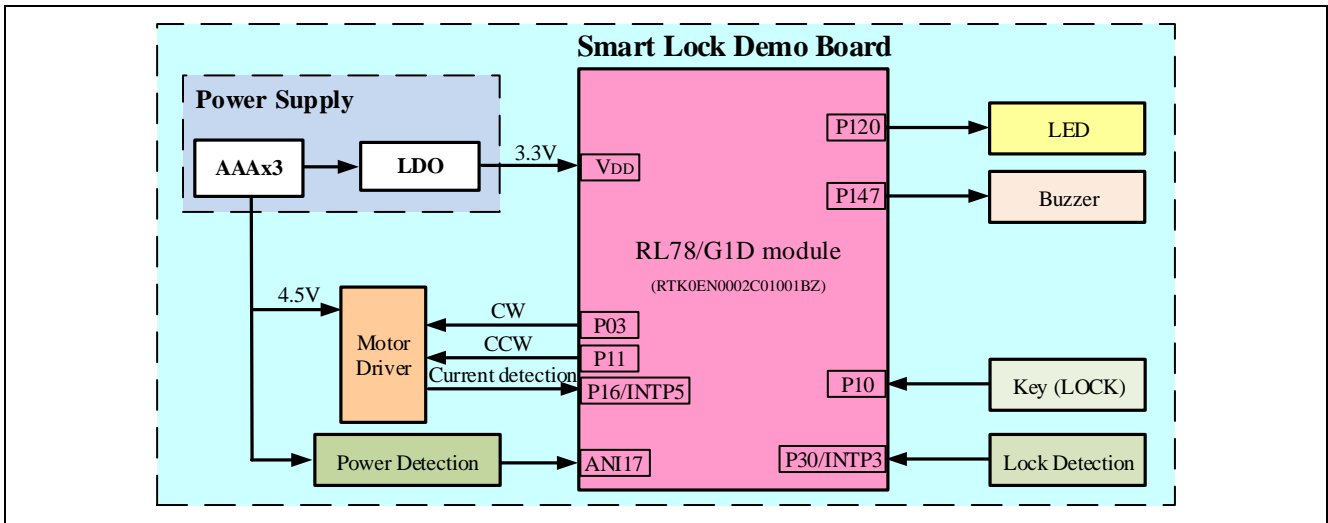 Smart Lock Demo Board
Power Supply
AAAx3
LDO
3.3V
VDD
P120
LED
P147
Buzzer
RL78/G1D module
(RTK0EN0002C01001BZ)
4.5V
Motor
Driver
CW
P03
CCW
P11
Current detection
P16/INTP5
P10
Key (LOCK)
Power Detection
ANI17
P30/INTP3
Lock Detection